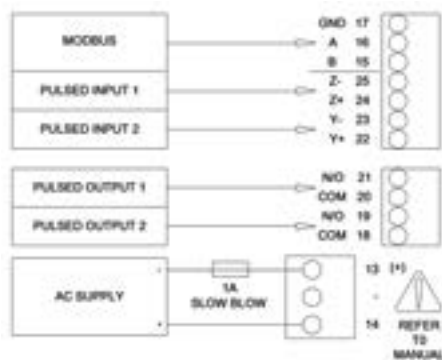 MODBUS
GND 17
A 16
B 15
PULSED INPUT 1
Z- 25
Z+ 24
PULSED INPUT 2
Y- 23
Y+ 22
PULSED OUTPUT 1
N/O 21
COM 20
PULSED OUTPUT 2
N/O 19
COM 18
AC SUPPLY
1A
SLOW BLOW
13 (+)
-
14
REFER
TO
MANUAL